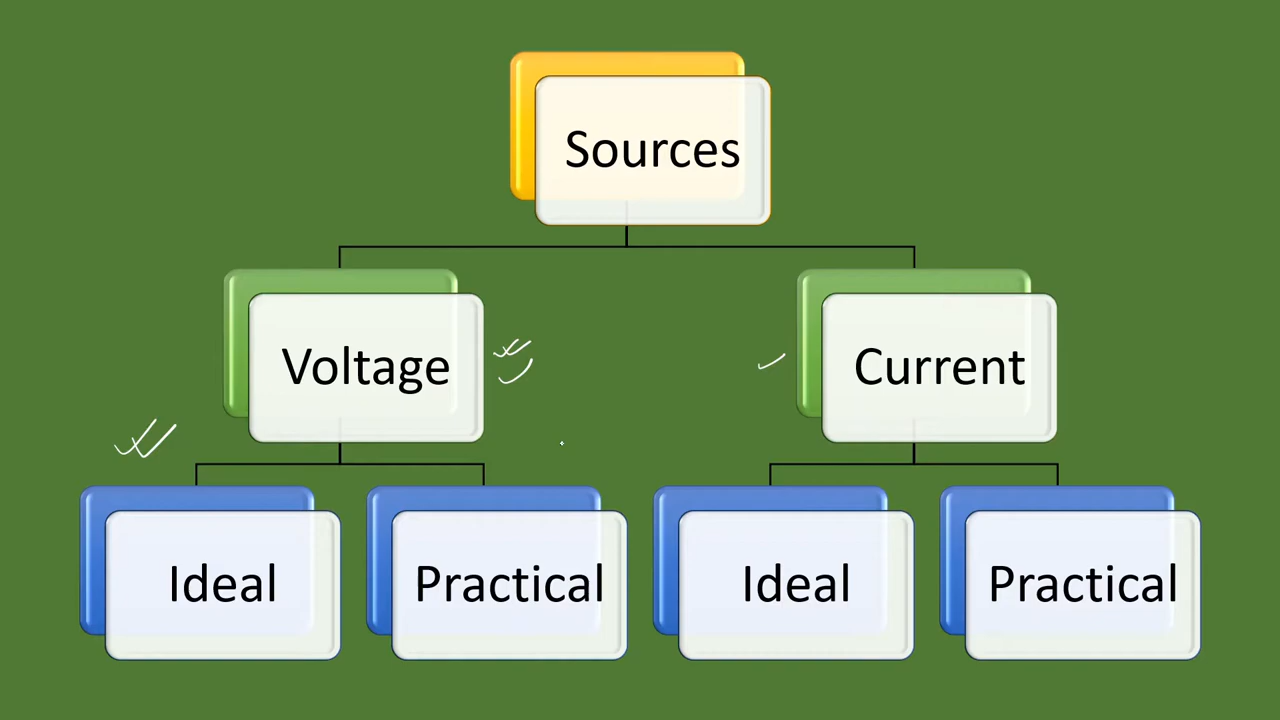 Sources
Voltage
Current
Ideal
Practical
Ideal
Practical